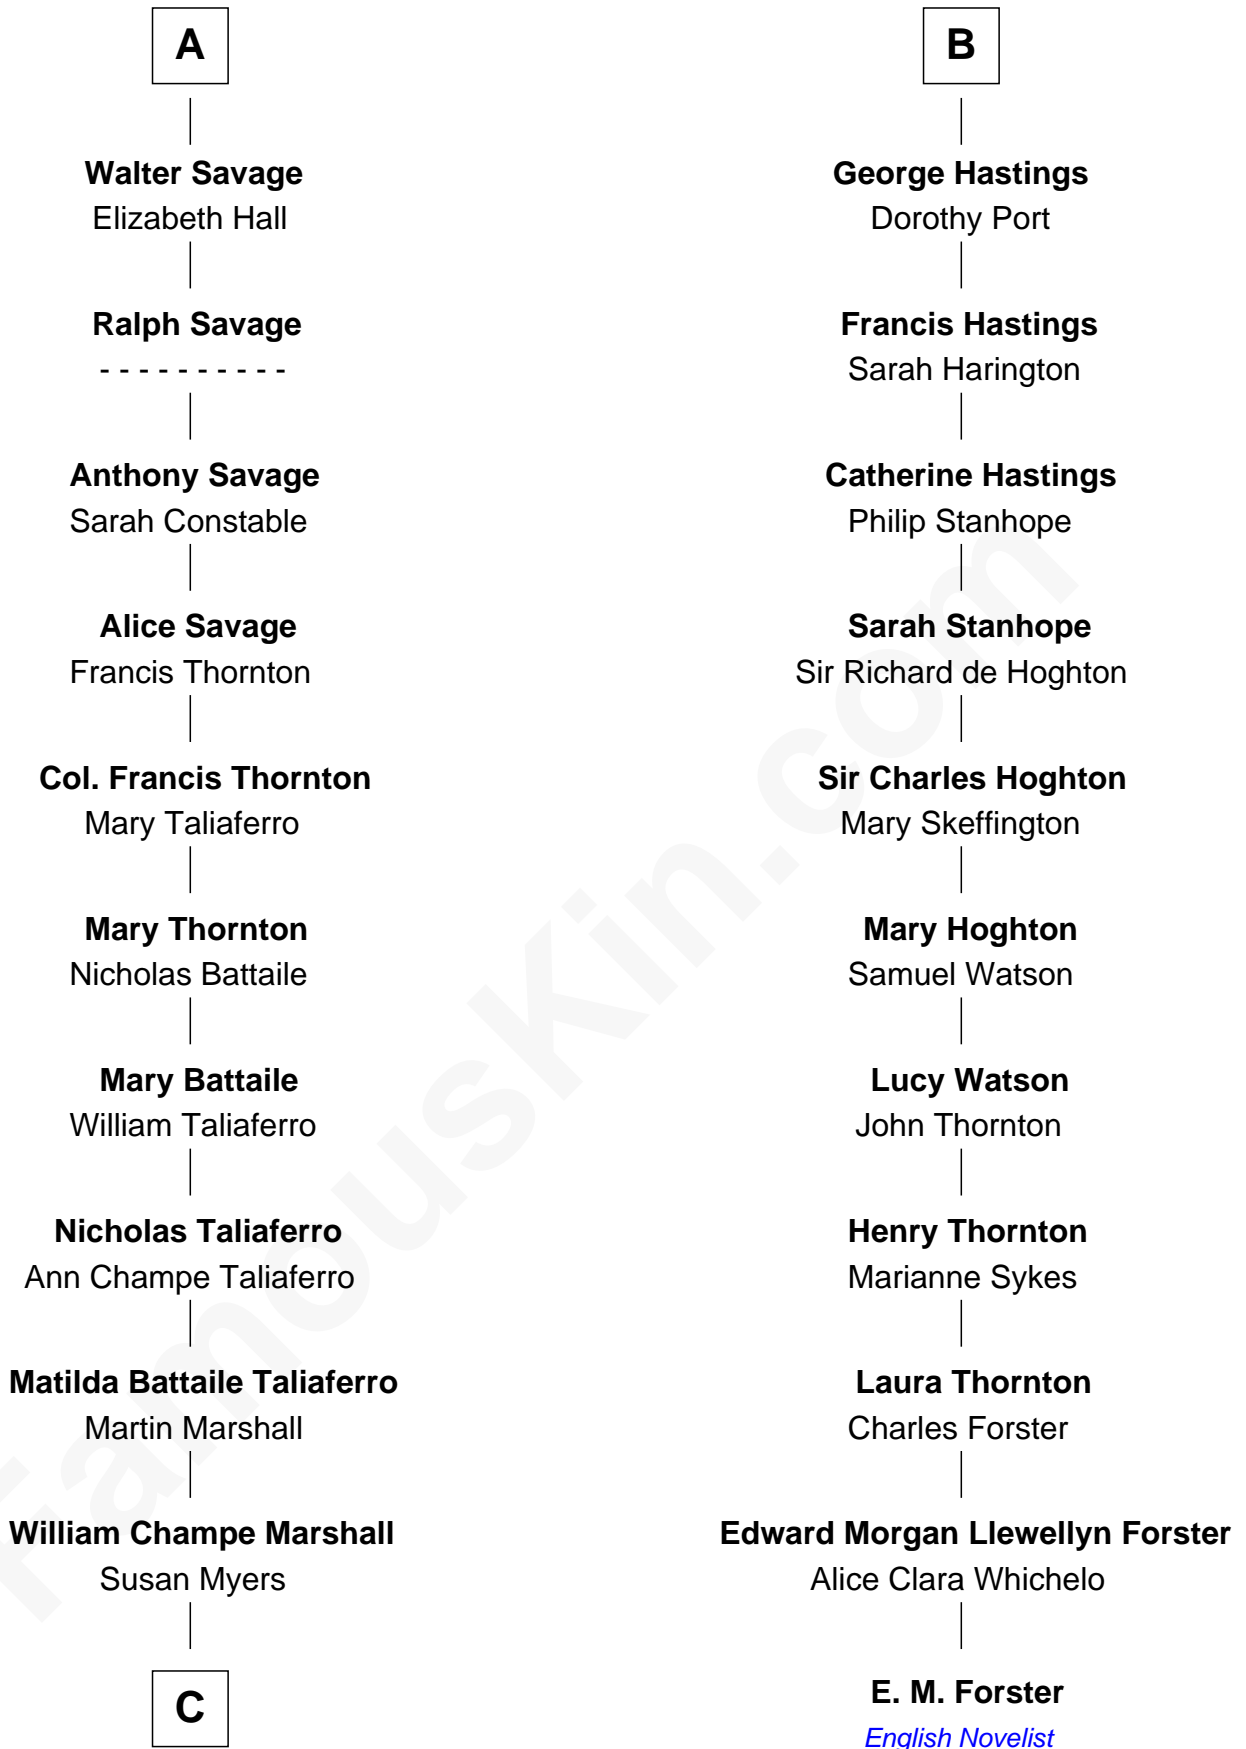 A
Walter Savage
Elizabeth Hall
Ralph Savage
- - - - - - - - - -
Anthony Savage
Sarah Constable
Alice Savage
Francis Thornton
Col. Francis Thornton
Mary Taliaferro
Mary Thornton
Nicholas Battaile
Mary Battaile
William Taliaferro
Nicholas Taliaferro
Ann Champe Taliaferro
Matilda Battaile Taliaferro
Martin Marshall
William Champe Marshall
Susan Myers
C
B
George Hastings
Dorothy Port
Francis Hastings
Sarah Harington
Catherine Hastings
Philip Stanhope
Sarah Stanhope
Sir Richard de Hoghton
Sir Charles Hoghton
Mary Skeffington
Mary Hoghton
Samuel Watson
Lucy Watson
John Thornton
Henry Thornton
Marianne Sykes
Laura Thornton
Charles Forster
Edward Morgan Llewellyn Forster
Alice Clara Whichelo
E. M. Forster
English Novelist
FamousKin.com